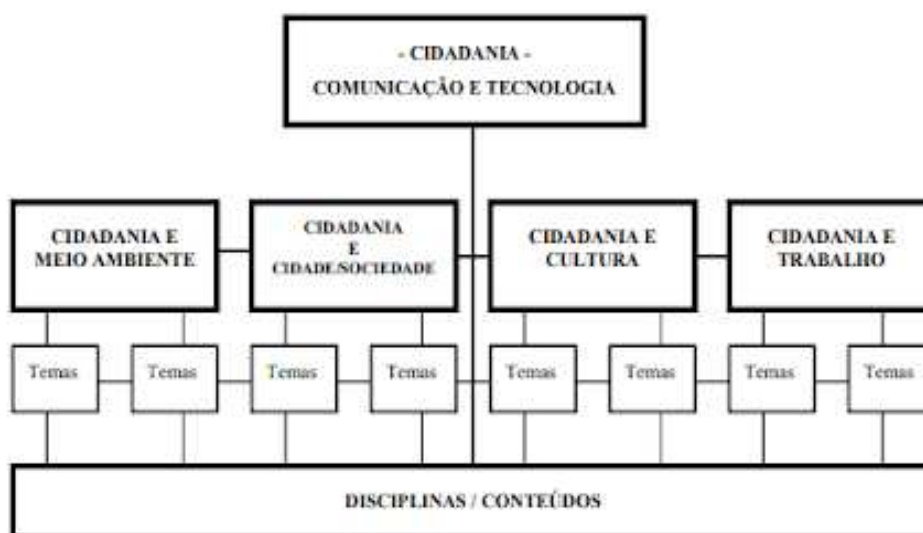 - CIDADANIA -
COMUNICAÇÃO E TECNOLOGIA
CIDADANIA E
MEIO AMBIENTE
CIDADANIA
E
CIDADE/SOCIEDADE
CIDADANIA E
CULTURA
CIDADANIA E
TRABALHO
Temas
Temas
Temas
Temas
Temas
Temas
Temas
Temas
DISCIPLINAS / CONTEÚDOS